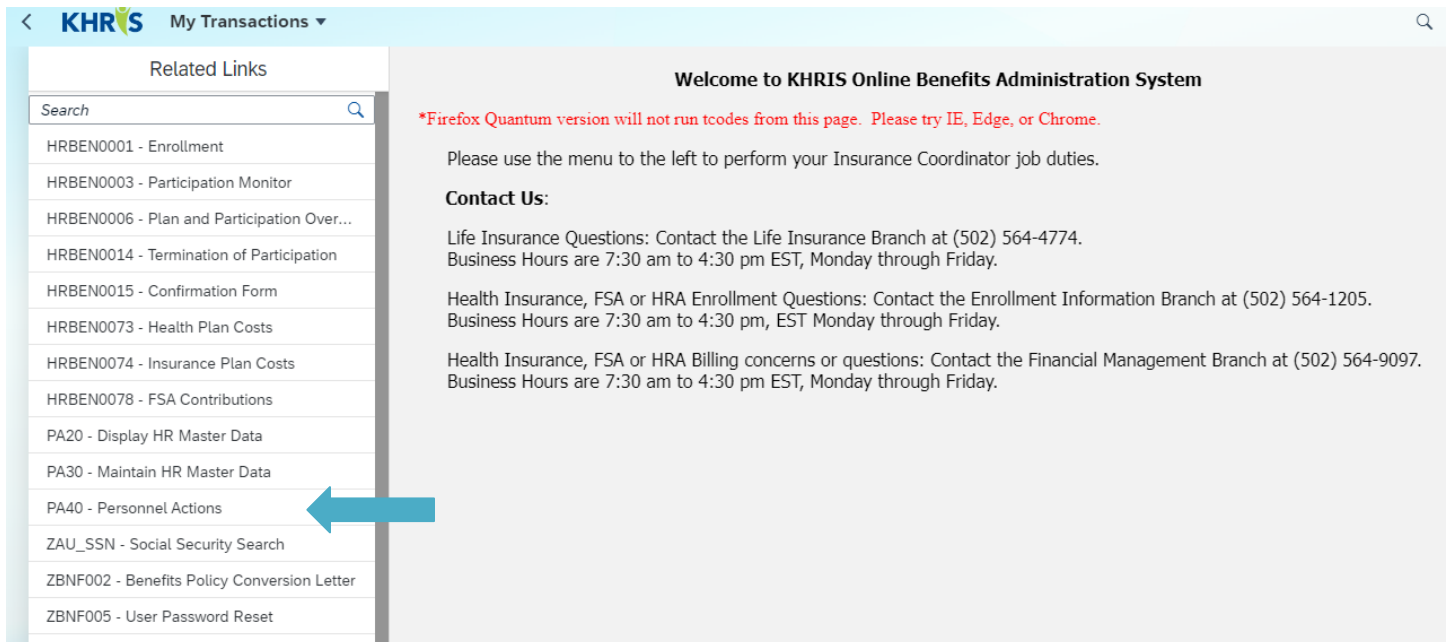 KHRIS My Transactions ▾
Related Links
Search
HRBEN0001 - Enrollment
HRBEN0003 - Participation Monitor
HRBEN0006 - Plan and Participation Over...
HRBEN0014 - Termination of Participation
HRBEN0015 - Confirmation Form
HRBEN0073 - Health Plan Costs
HRBEN0074 - Insurance Plan Costs
HRBEN0078 - FSA Contributions
PA20 - Display HR Master Data
PA30 - Maintain HR Master Data
PA40 - Personnel Actions
ZAU_SSN - Social Security Search
ZBNF002 - Benefits Policy Conversion Letter
ZBNF005 - User Password Reset
Welcome to KHRIS Online Benefits Administration System
*Firefox Quantum version will not run tcodes from this page. Please try IE, Edge, or Chrome.
Please use the menu to the left to perform your Insurance Coordinator job duties.
Contact Us:
Life Insurance Questions: Contact the Life Insurance Branch at (502) 564-4774.
Business Hours are 7:30 am to 4:30 pm EST, Monday through Friday.
Health Insurance, FSA or HRA Enrollment Questions: Contact the Enrollment Information Branch at (502) 564-1205.
Business Hours are 7:30 am to 4:30 pm, EST Monday through Friday.
Health Insurance, FSA or HRA Billing concerns or questions: Contact the Financial Management Branch at (502) 564-9097.
Business Hours are 7:30 am to 4:30 pm EST, Monday through Friday.